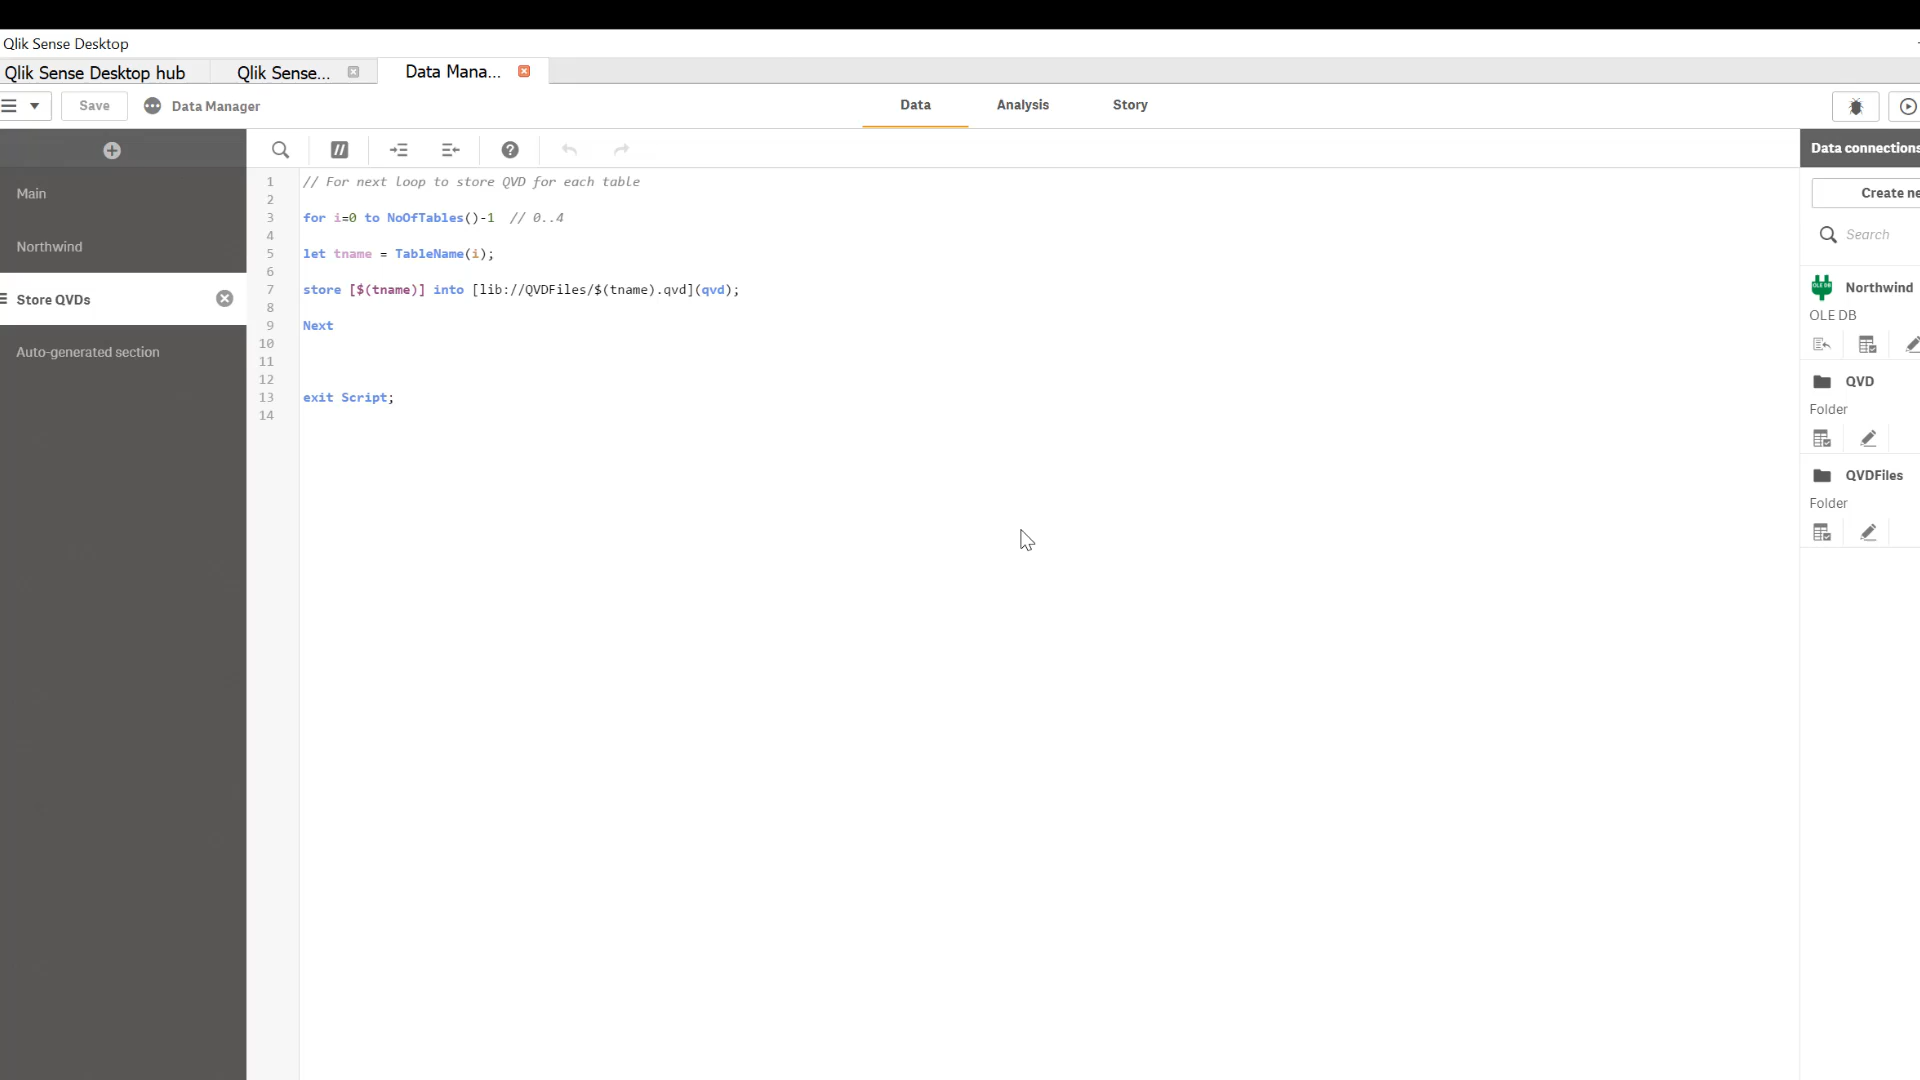 Qlik Sense Desktop
Qlik Sense Desktop hub
Qlik Sense...
Data Mana...
Save
Data Manager
Data
Analysis
Story
Data connections
Main
Northwind
Store QVDs
Auto-generated section
1 // For next loop to store QVD for each table
2
3 for i=0 to NoOfTables()-1 // 0..4
4
5 let tname = TableName(i);
6
7 store [$(tname)] into [lib://QVDFiles/$(tname).qvd](qvd);
8
9 Next
10
11
12
13 exit Script;
14
Create ne
Search
Northwind
OLE DB
QVD
Folder
QVDFiles
Folder